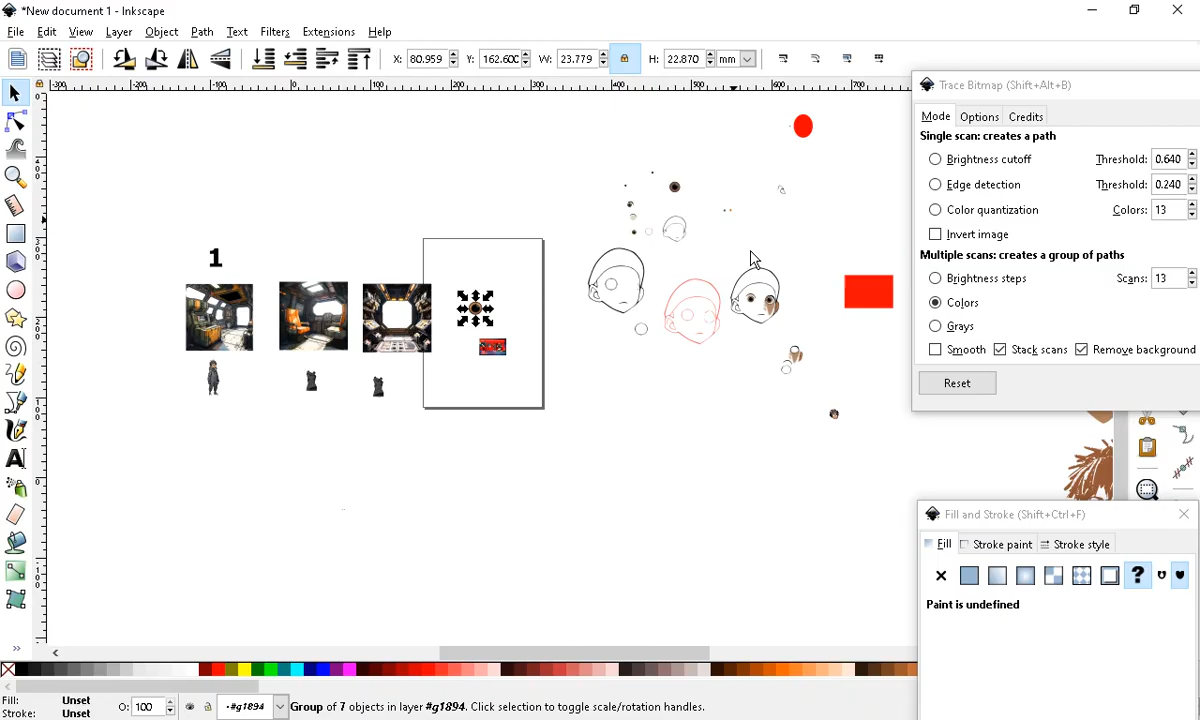 *New document 1 - Inkscape
File Edit View Layer Object Path Text Filters Extensions Help
X: 80.959 Y: 162.600 W: 23.779 H: 22.870 mm
Trace Bitmap (Shift+Alt+B)
Mode Options Credits
Single scan: creates a path
Brightness cutoff Threshold: 0.640
Edge detection Threshold: 0.240
Color quantization Colors: 13
Invert image
Multiple scans: creates a group of paths
Brightness steps Scans: 13
Colors
Grays
Smooth Stack scans Remove background
Reset
1
Fill and Stroke (Shift+Ctrl+F)
Fill Stroke paint Stroke style
Paint is undefined
Fill: Unset
Stroke: Unset
O: 100
#g1894
Group of 7 objects in layer #g1894. Click selection to toggle scale/rotation handles.